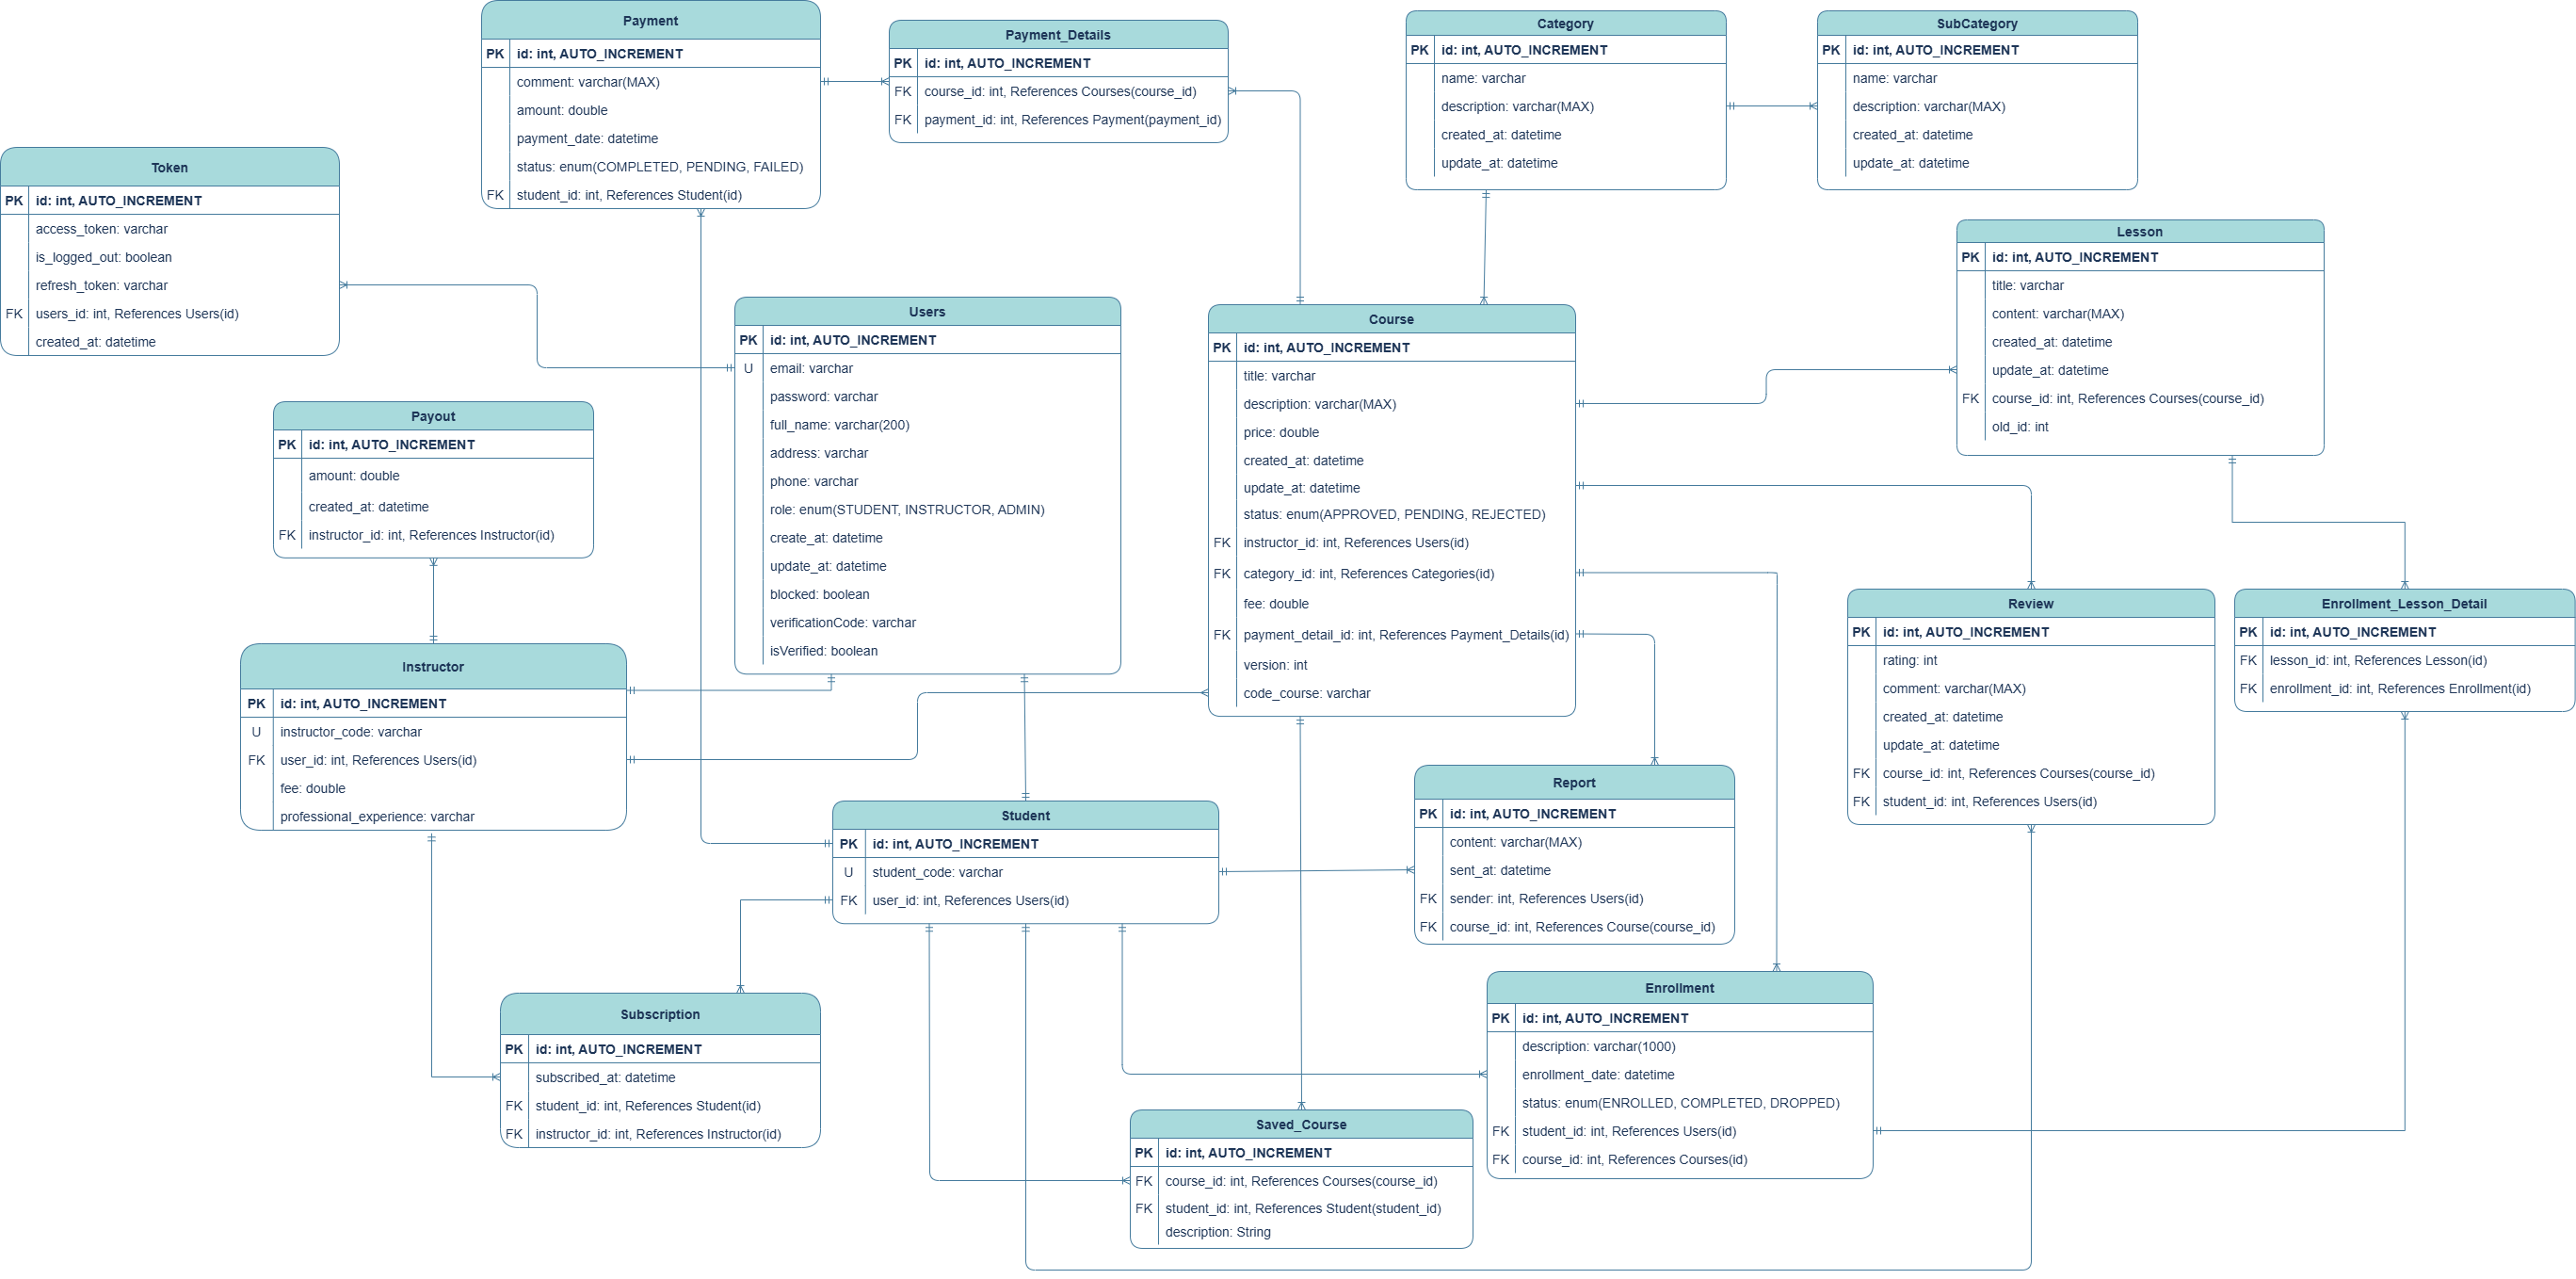 Payment
PK id: int, AUTO_INCREMENT
comment: varchar(MAX)
amount: double
payment_date: datetime
status: enum(COMPLETED, PENDING, FAILED)
FK student_id: int, References Student(id)
Payment_Details
PK id: int, AUTO_INCREMENT
FK course_id: int, References Courses(course_id)
FK payment_id: int, References Payment(payment_id)
Category
PK id: int, AUTO_INCREMENT
name: varchar
description: varchar(MAX)
created_at: datetime
update_at: datetime
SubCategory
PK id: int, AUTO_INCREMENT
name: varchar
description: varchar(MAX)
created_at: datetime
update_at: datetime
Token
PK id: int, AUTO_INCREMENT
access_token: varchar
is_logged_out: boolean
refresh_token: varchar
FK users_id: int, References Users(id)
created_at: datetime
Lesson
PK id: int, AUTO_INCREMENT
title: varchar
content: varchar(MAX)
created_at: datetime
update_at: datetime
FK course_id: int, References Courses(course_id)
old_id: int
Users
PK id: int, AUTO_INCREMENT
U email: varchar
password: varchar
full_name: varchar(200)
address: varchar
phone: varchar
role: enum(STUDENT, INSTRUCTOR, ADMIN)
create_at: datetime
update_at: datetime
blocked: boolean
verificationCode: varchar
isVerified: boolean
Course
PK id: int, AUTO_INCREMENT
title: varchar
description: varchar(MAX)
price: double
created_at: datetime
update_at: datetime
status: enum(APPROVED, PENDING, REJECTED)
FK instructor_id: int, References Users(id)
FK category_id: int, References Categories(id)
fee: double
FK payment_detail_id: int, References Payment_Details(id)
version: int
code_course: varchar
Payout
PK id: int, AUTO_INCREMENT
amount: double
created_at: datetime
FK instructor_id: int, References Instructor(id)
Review
PK id: int, AUTO_INCREMENT
rating: int
comment: varchar(MAX)
created_at: datetime
update_at: datetime
FK course_id: int, References Courses(course_id)
FK student_id: int, References Users(id)
Enrollment_Lesson_Detail
PK id: int, AUTO_INCREMENT
FK lesson_id: int, References Lesson(id)
FK enrollment_id: int, References Enrollment(id)
Instructor
PK id: int, AUTO_INCREMENT
U instructor_code: varchar
FK user_id: int, References Users(id)
fee: double
professional_experience: varchar
Report
PK id: int, AUTO_INCREMENT
content: varchar(MAX)
sent_at: datetime
FK sender: int, References Users(id)
FK course_id: int, References Course(course_id)
Student
PK id: int, AUTO_INCREMENT
U student_code: varchar
FK user_id: int, References Users(id)
Enrollment
PK id: int, AUTO_INCREMENT
description: varchar(1000)
enrollment_date: datetime
status: enum(ENROLLED, COMPLETED, DROPPED)
FK student_id: int, References Users(id)
FK course_id: int, References Courses(id)
Subscription
PK id: int, AUTO_INCREMENT
subscribed_at: datetime
FK student_id: int, References Student(id)
FK instructor_id: int, References Instructor(id)
Saved_Course
PK id: int, AUTO_INCREMENT
FK course_id: int, References Courses(course_id)
FK student_id: int, References Student(student_id)
description: String